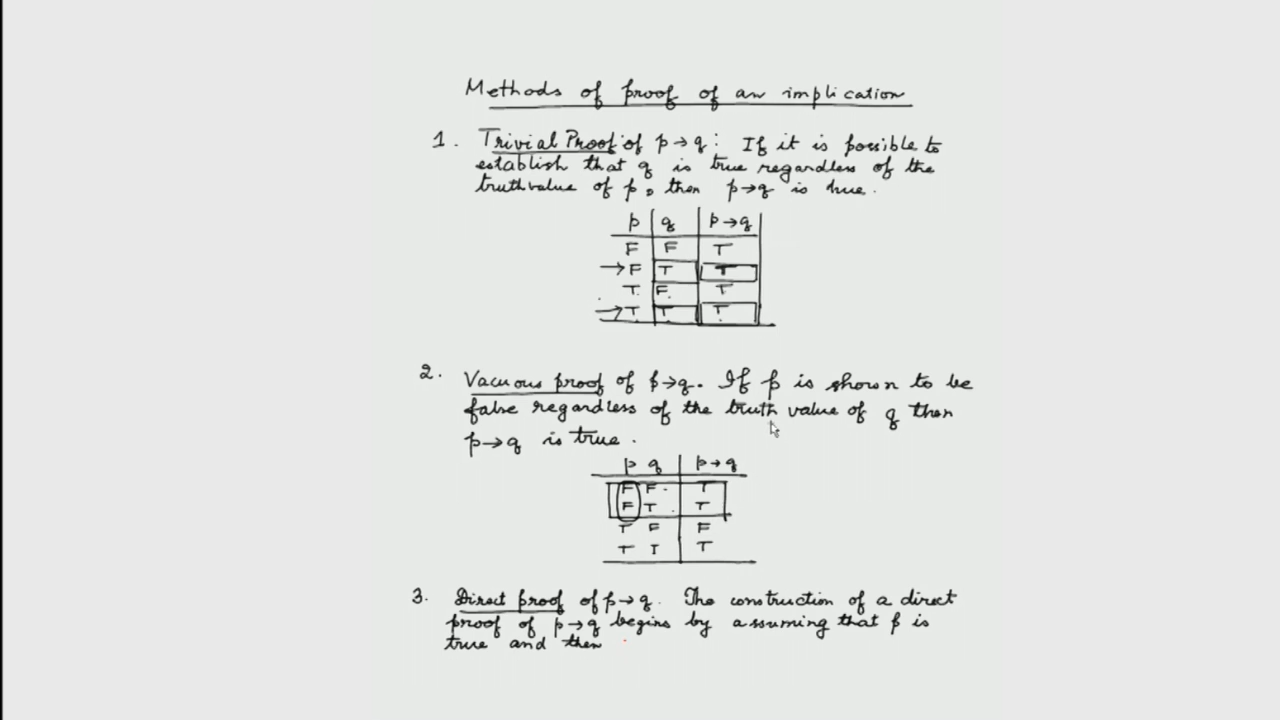 Methods of proof of an implication
1. Trivial Proof of p→q: If it is possible to
establish that q is true regardless of the
truthvalue of p, then p→q is true.
p q p→q
F F T
→ F T T
T F T
→ T T T
2. Vacuous proof of p→q. If p is shown to be
false regardless of the truth value of q then
p→q is true.
p q p→q
F F T
F T T
T F F
T T T
3. Direct proof of p→q. The construction of a direct
proof of p→q begins by assuming that p is
true and then